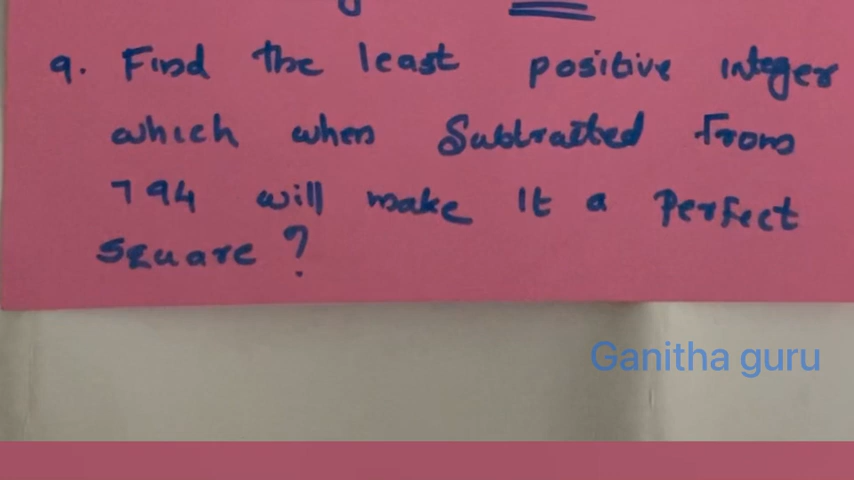 9. Find the least positive integer
which when Subtracted from
794 will make it a Perfect
square ?
Ganitha guru